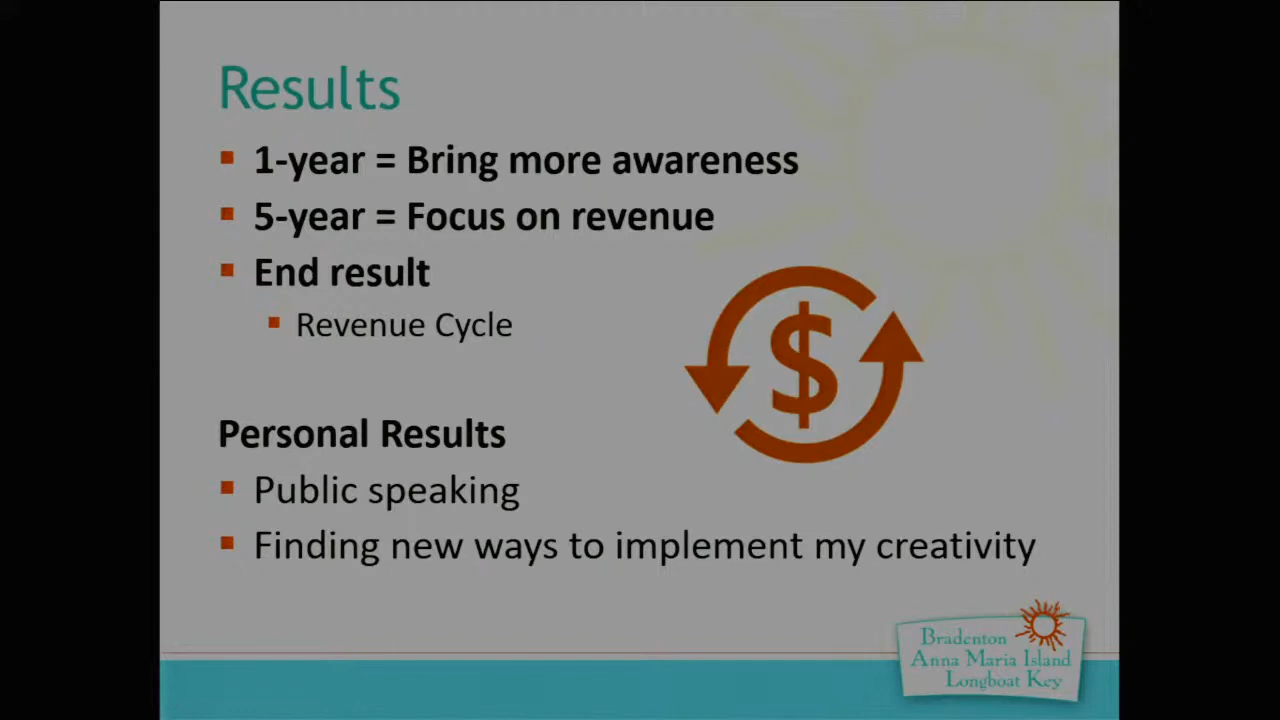 Results
1-year = Bring more awareness
5-year = Focus on revenue
End result
Revenue Cycle
$
Personal Results
Public speaking
Finding new ways to implement my creativity
Bradenton
Anna Maria Island
Longboat Key